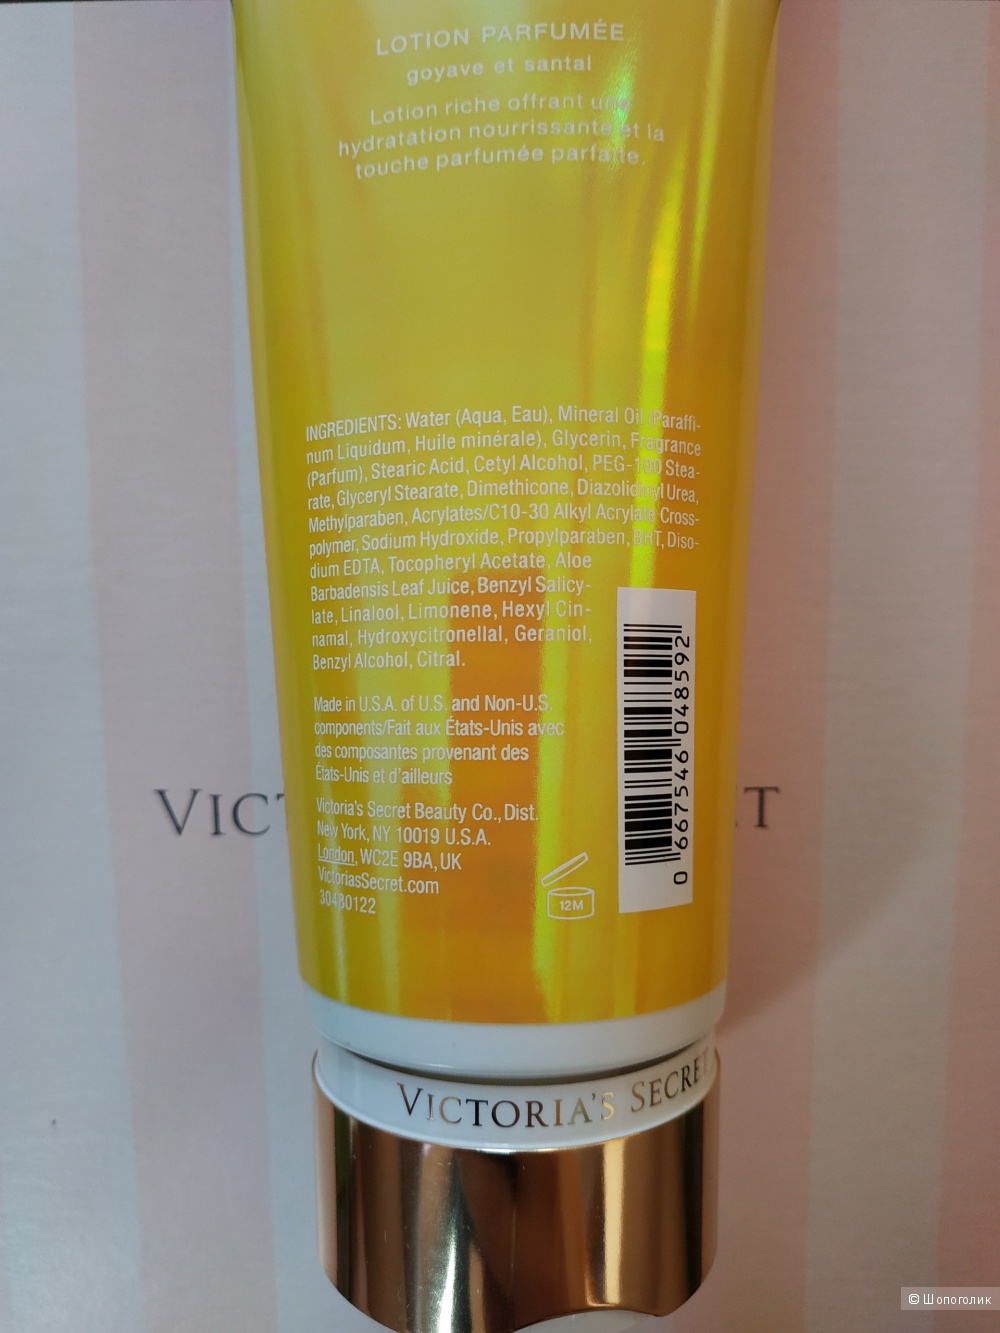 LOTION PARFUMÉE
goyave et santal
Lotion riche offrant une
hydratation nourrissante et la
touche parfumée parfaite.
INGREDIENTS: Water (Aqua, Eau), Mineral Oil (Paraffi-
num Liquidum, Huile minérale), Glycerin, Fragrance
(Parfum), Stearic Acid, Cetyl Alcohol, PEG-100 Stea-
rate, Glyceryl Stearate, Dimethicone, Diazolidinyl Urea,
Methylparaben, Acrylates/C10-30 Alkyl Acrylate Cross-
polymer, Sodium Hydroxide, Propylparaben, BHT, Diso-
dium EDTA, Tocopheryl Acetate, Aloe
Barbadensis Leaf Juice, Benzyl Salicy-
late, Linalool, Limonene, Hexyl Cin-
namal, Hydroxycitronellal, Geraniol,
Benzyl Alcohol, Citral.
Made in U.S.A. of U.S. and Non-U.S.
components/Fait aux États-Unis avec
des composantes provenant des
États-Unis et d'ailleurs
Victoria's Secret Beauty Co., Dist.
New York, NY 10019 U.S.A.
London, WC2E 9BA, UK
VictoriasSecret.com
30480122
12M
0 667546 048592
VICT
ET
VICTORIA'S SECRET
© Шопоголик